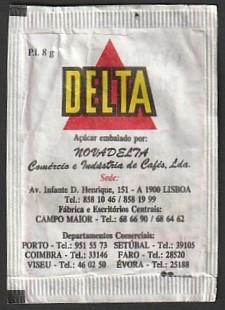 P.l. 8 g
DELTA
Açúcar embalado por:
NOVADELTA
Comércio e Indústria de Cafés, Lda.
Sede:
Av. Infante D. Henrique, 151 - A 1900 LISBOA
Tel.: 858 10 46 / 858 19 99
Fábrica e Escritórios Centrais:
CAMPO MAIOR - Tel.: 68 66 90 / 68 64 62
Departamentos Comerciais:
PORTO - Tel.: 951 55 73 SETÚBAL - Tel.: 39105
COIMBRA - Tel.: 33146 FARO - Tel.: 28520
VISEU - Tel.: 46 02 50 ÉVORA - Tel.: 25188